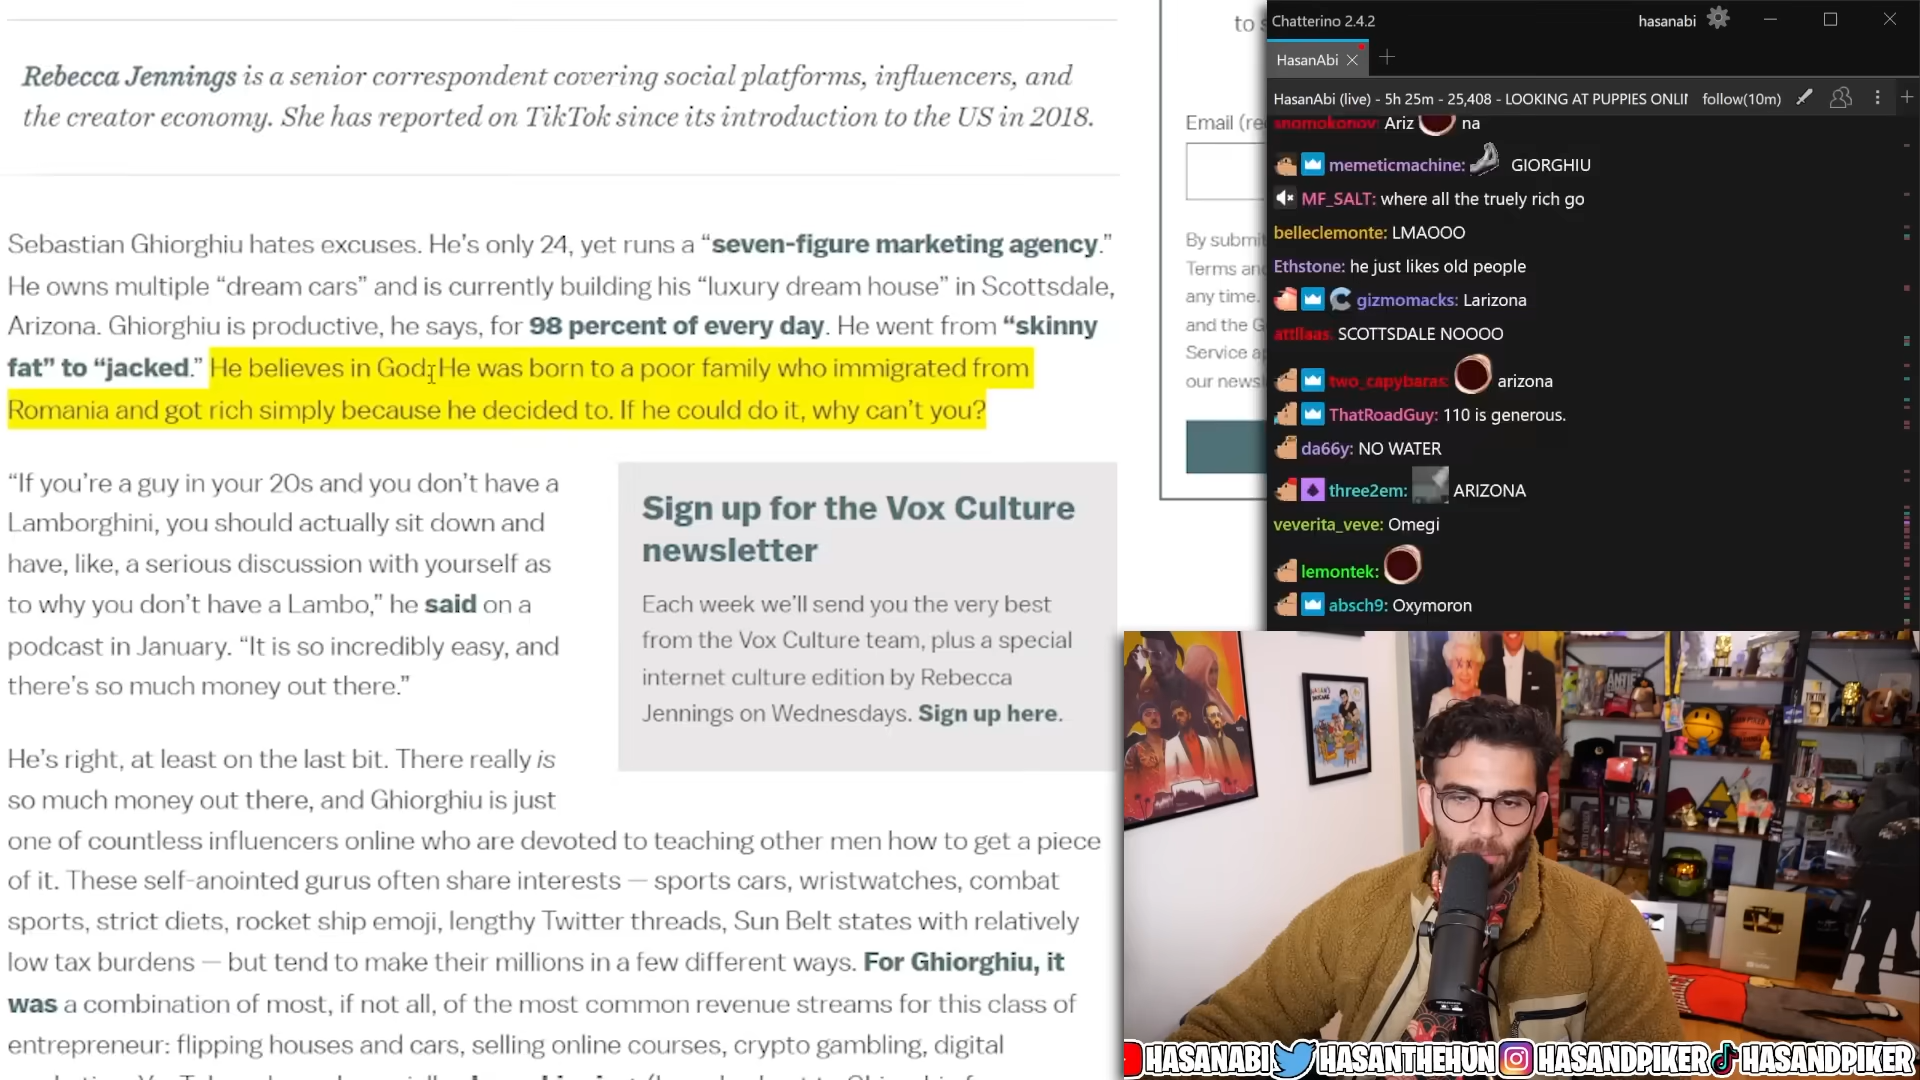 Rebecca Jennings is a senior correspondent covering social platforms, influencers, and
the creator economy. She has reported on TikTok since its introduction to the US in 2018.
Sebastian Ghiorghiu hates excuses. He’s only 24, yet runs a “seven-figure marketing agency.”
He owns multiple “dream cars” and is currently building his “luxury dream house” in Scottsdale,
Arizona. Ghiorghiu is productive, he says, for 98 percent of every day. He went from “skinny
fat” to “jacked.” He believes in God. He was born to a poor family who immigrated from
Romania and got rich simply because he decided to. If he could do it, why can’t you?
“If you’re a guy in your 20s and you don’t have a
Lamborghini, you should actually sit down and
have, like, a serious discussion with yourself as
to why you don’t have a Lambo,” he said on a
podcast in January. “It is so incredibly easy, and
there’s so much money out there.”
He’s right, at least on the last bit. There really is
so much money out there, and Ghiorghiu is just
one of countless influencers online who are devoted to teaching other men how to get a piece
of it. These self-anointed gurus often share interests — sports cars, wristwatches, combat
sports, strict diets, rocket ship emoji, lengthy Twitter threads, Sun Belt states with relatively
low tax burdens — but tend to make their millions in a few different ways. For Ghiorghiu, it
was a combination of most, if not all, of the most common revenue streams for this class of
entrepreneur: flipping houses and cars, selling online courses, crypto gambling, digital
Sign up for the Vox Culture
newsletter
Each week we’ll send you the very best
from the Vox Culture team, plus a special
internet culture edition by Rebecca
Jennings on Wednesdays. Sign up here.
to
Email (re
By submit
Terms an
any time.
and the G
Service a
our news
Chatterino 2.4.2
hasanabi
HasanAbi
HasanAbi (live) - 5h 25m - 25,408 - LOOKING AT PUPPIES ONLI follow(10m)
Ariz na
memeticmachine: GIORGHIU
MF_SALT: where all the truely rich go
belleclemonte: LMAOOO
Ethstone: he just likes old people
gizmomacks: Larizona
attllaas: SCOTTSDALE NOOOO
two_capybaras: arizona
ThatRoadGuy: 110 is generous.
da66y: NO WATER
three2em: ARIZONA
veverita_veve: Omegi
lemontek:
absch9: Oxymoron
HASANABI HASANTHEHUN HASANDPIKER HASANDPIKER